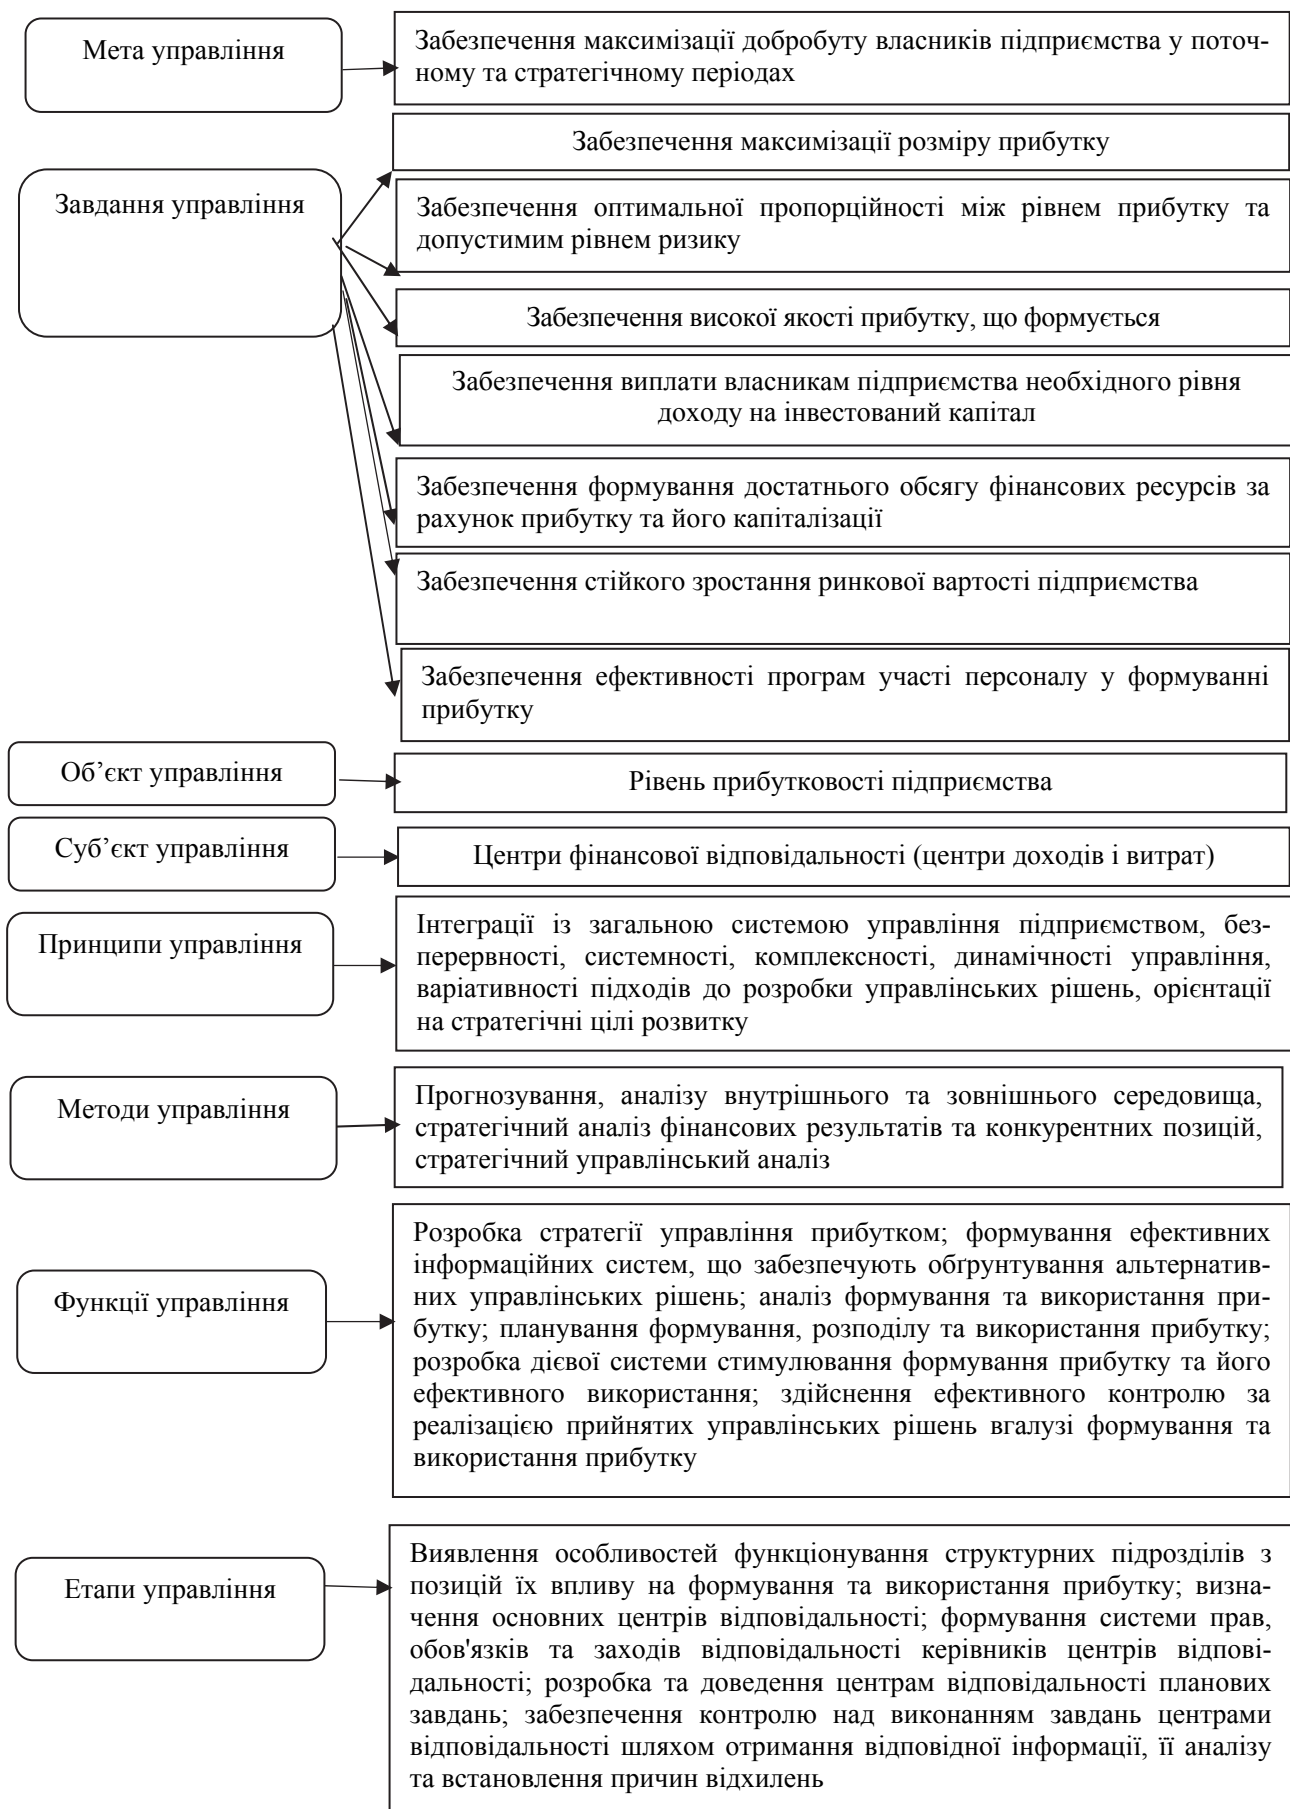 Мета управління
Забезпечення максимізації добробуту власників підприємства у поточ-
ному та стратегічному періодах
Забезпечення максимізації розміру прибутку
Завдання управління
Забезпечення оптимальної пропорційності між рівнем прибутку та
допустимим рівнем ризику
Забезпечення високої якості прибутку, що формується
Забезпечення виплати власникам підприємства необхідного рівня
доходу на інвестований капітал
Забезпечення формування достатнього обсягу фінансових ресурсів за
рахунок прибутку та його капіталізації
Забезпечення стійкого зростання ринкової вартості підприємства
Забезпечення ефективності програм участі персоналу у формуванні
прибутку
Об’єкт управління
Рівень прибутковості підприємства
Суб’єкт управління
Центри фінансової відповідальності (центри доходів і витрат)
Принципи управління
Інтеграції із загальною системою управління підприємством, без-
перервності, системності, комплексності, динамічності управління,
варіативності підходів до розробки управлінських рішень, орієнтації
на стратегічні цілі розвитку
Методи управління
Прогнозування, аналізу внутрішнього та зовнішнього середовища,
стратегічний аналіз фінансових результатів та конкурентних позицій,
стратегічний управлінський аналіз
Функції управління
Розробка стратегії управління прибутком; формування ефективних
інформаційних систем, що забезпечують обґрунтування альтернатив-
них управлінських рішень; аналіз формування та використання при-
бутку; планування формування, розподілу та використання прибутку;
розробка дієвої системи стимулювання формування прибутку та його
ефективного використання; здійснення ефективного контролю за
реалізацією прийнятих управлінських рішень вгалузі формування та
використання прибутку
Етапи управління
Виявлення особливостей функціонування структурних підрозділів з
позицій їх впливу на формування та використання прибутку; визна-
чення основних центрів відповідальності; формування системи прав,
обов'язків та заходів відповідальності керівників центрів відпові-
дальності; розробка та доведення центрам відповідальності планових
завдань; забезпечення контролю над виконанням завдань центрами
відповідальності шляхом отримання відповідної інформації, її аналізу
та встановлення причин відхилень